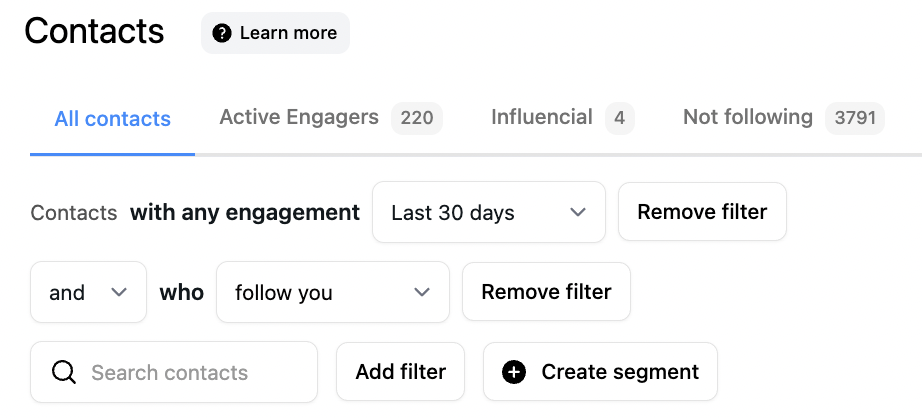 Contacts Learn more
All contacts Active Engagers 220 Influencial 4 Not following 3791
Contacts with any engagement Last 30 days Remove filter
and who follow you Remove filter
Search contacts Add filter Create segment